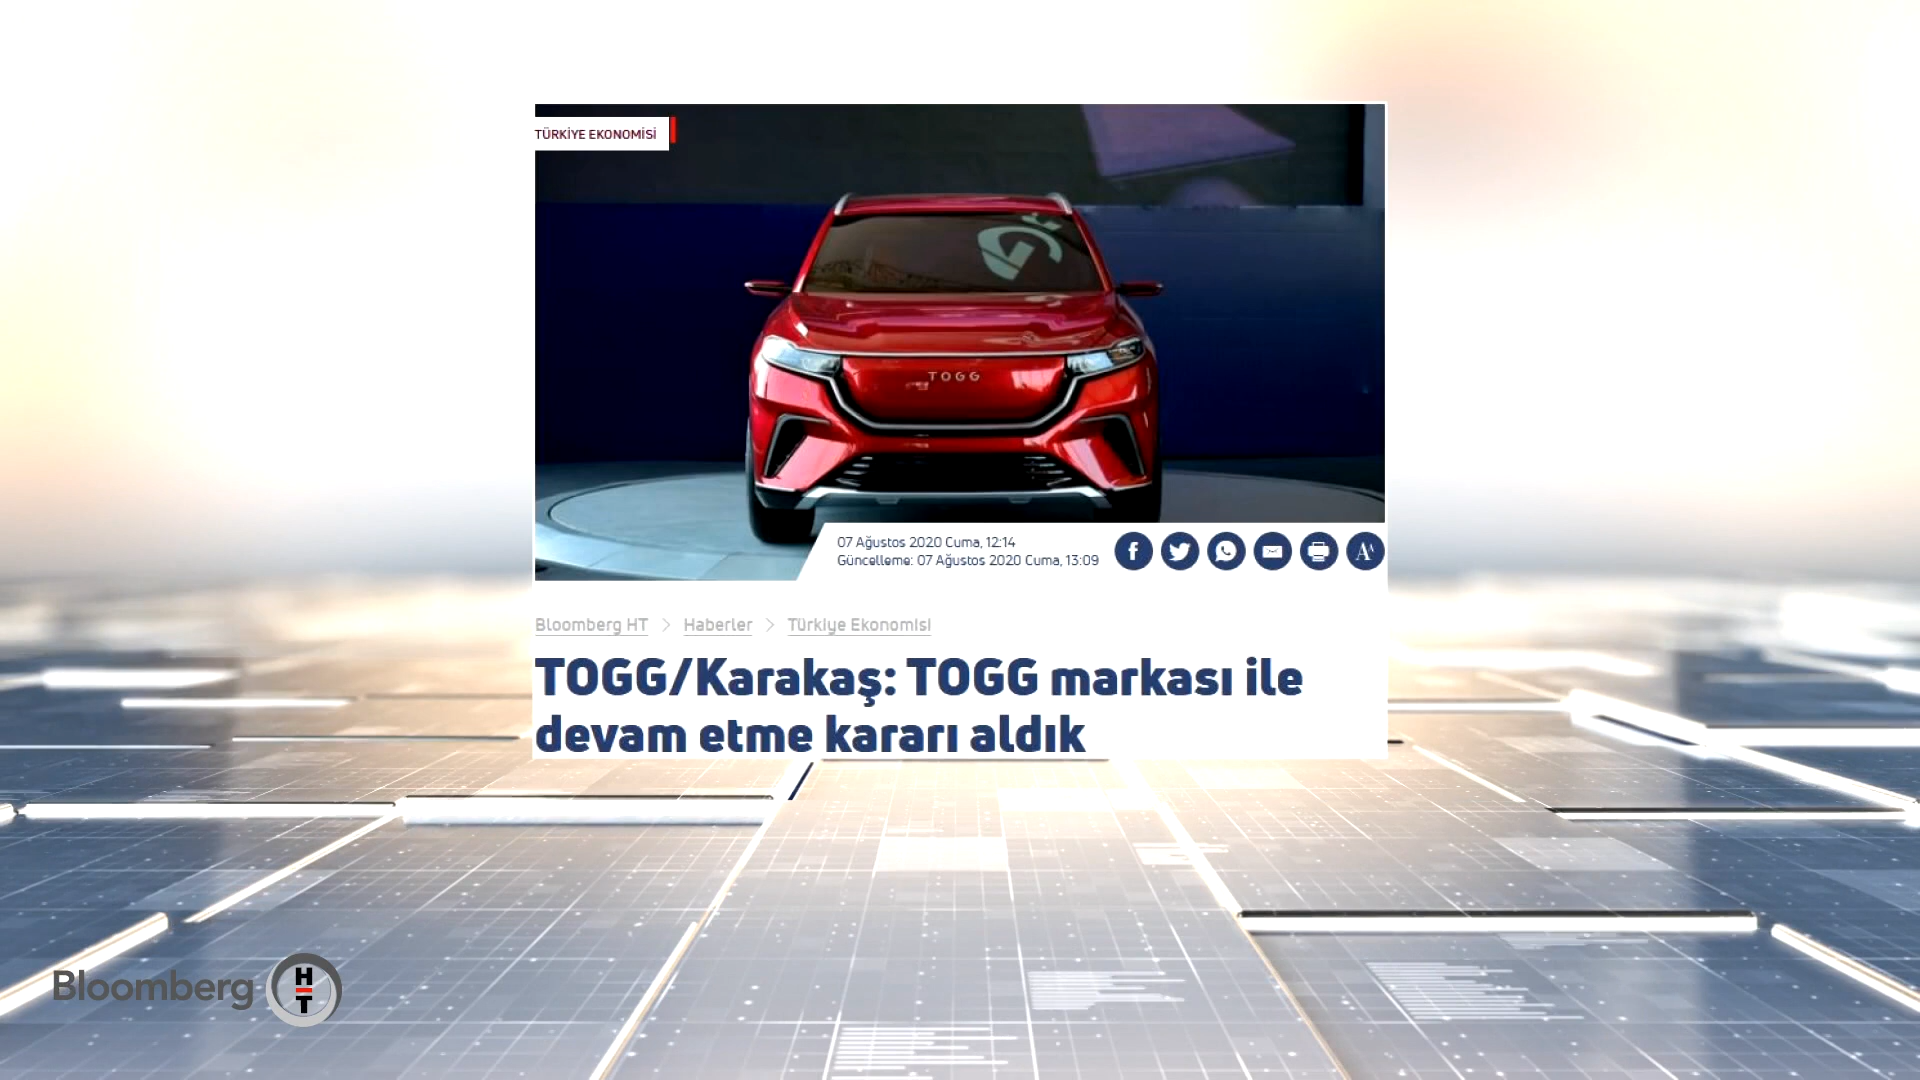 TÜRKİYE EKONOMİSİ
TOGG
07 Ağustos 2020 Cuma, 12:14
Güncelleme: 07 Ağustos 2020 Cuma, 13:09
Bloomberg HT > Haberler > Türkiye Ekonomisi
TOGG/Karakaş: TOGG markası ile
devam etme kararı aldık
Bloomberg HT